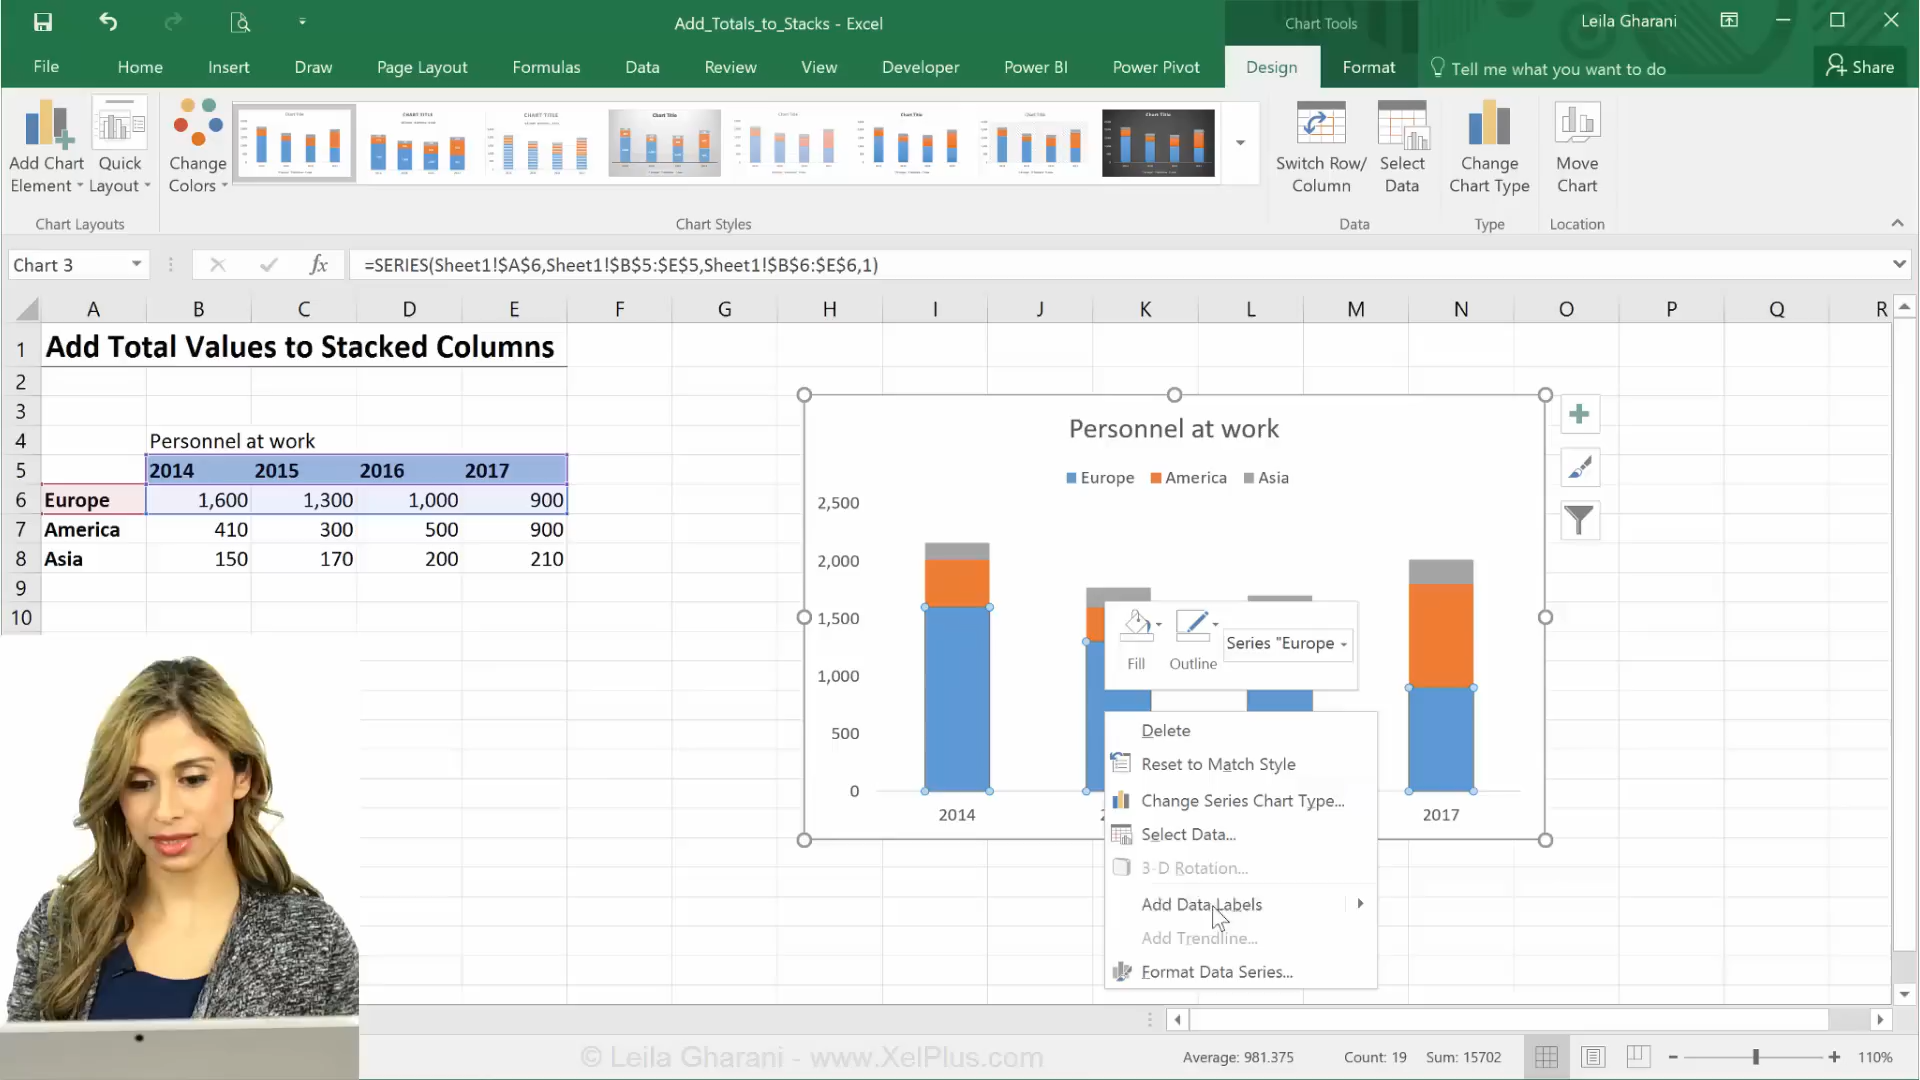 Add_Totals_to_Stacks - Excel
Chart Tools
Leila Gharani
File
Home
Insert
Draw
Page Layout
Formulas
Data
Review
View
Developer
Power BI
Power Pivot
Design
Format
Tell me what you want to do
Share
Add Chart
Element
Quick
Layout
Change
Colors
Switch Row/
Column
Select
Data
Change
Chart Type
Move
Chart
Chart Layouts
Chart Styles
Data
Type
Location
Chart 3
fx
=SERIES(Sheet1!$A$6,Sheet1!$B$5:$E$5,Sheet1!$B$6:$E$6,1)
A B C D E F G H I J K L M N O P Q R
1 Add Total Values to Stacked Columns
2
3
4 Personnel at work
5 2014 2015 2016 2017
6 Europe 1,600 1,300 1,000 900
7 America 410 300 500 900
8 Asia 150 170 200 210
9
10
Personnel at work
Europe America Asia
2,500
2,000
1,500
1,000
500
0
2014
2017
Fill
Outline
Series "Europe
Delete
Reset to Match Style
Change Series Chart Type...
Select Data...
3-D Rotation...
Add Data Labels
Add Trendline...
Format Data Series...
© Leila Gharani - www.XelPlus.com
Average: 981.375
Count: 19
Sum: 15702
110%